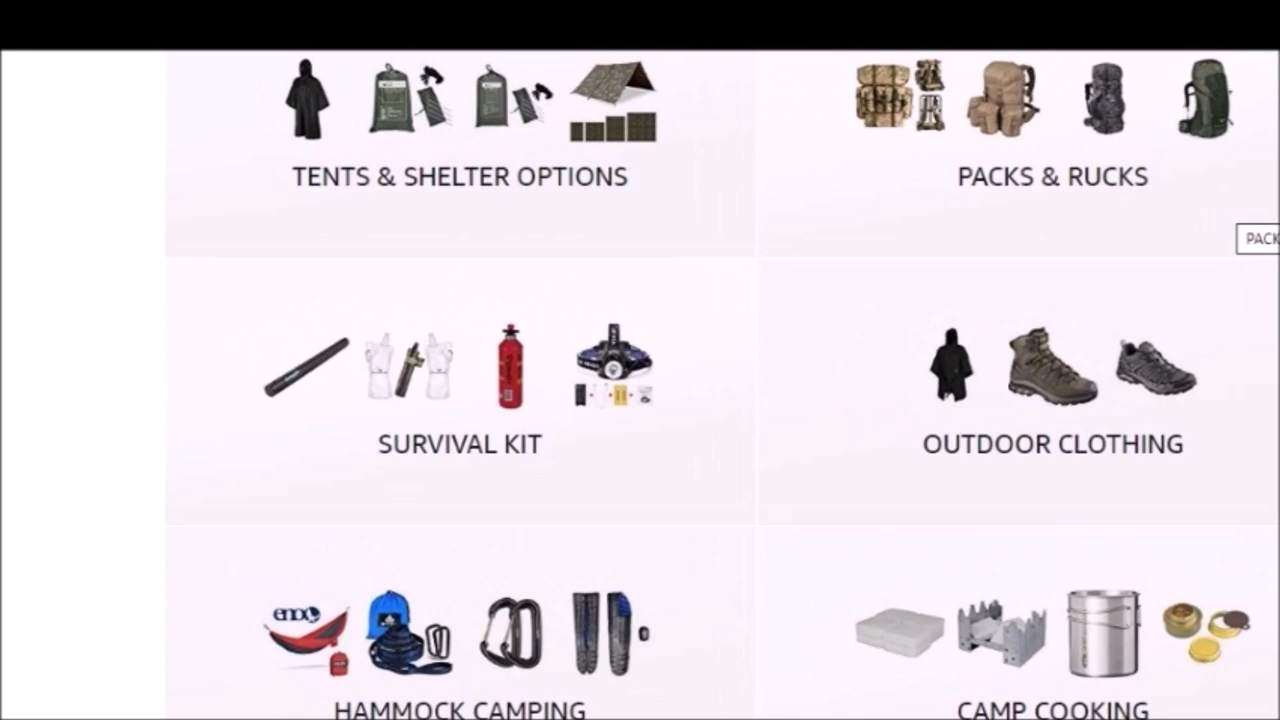 TENTS & SHELTER OPTIONS
PACKS & RUCKS
PACK
SURVIVAL KIT
OUTDOOR CLOTHING
eno
HAMMOCK CAMPING
CAMP COOKING